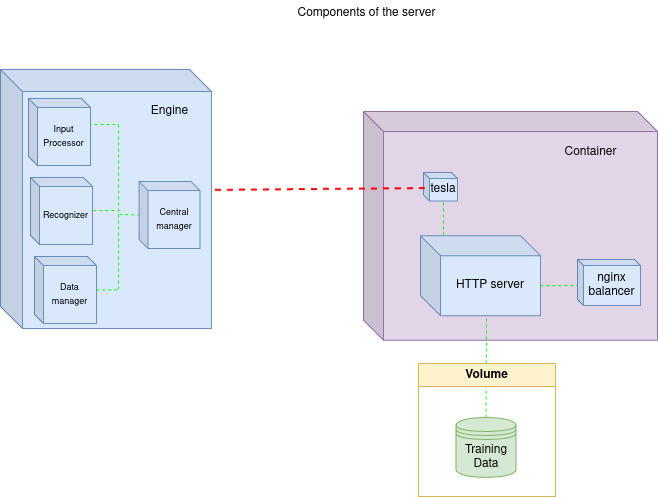 Components of the server
Engine
Input
Processor
Recognizer
Central
manager
Data
manager
Container
tesla
HTTP server
nginx
balancer
Volume
Training
Data